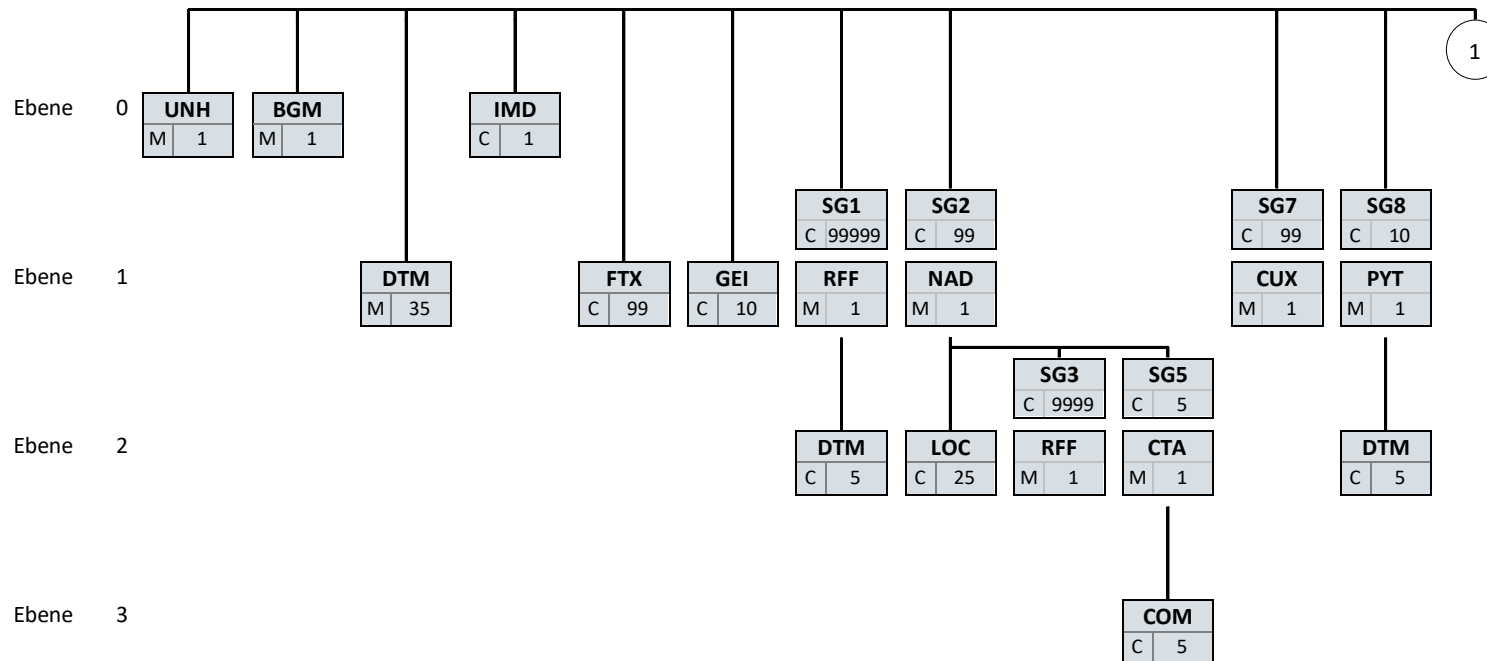 1
Ebene 0 UNH BGM IMD
M 1 M 1 C 1
SG1 SG2 SG7 SG8
C 99999 C 99 C 99 C 10
Ebene 1 DTM FTX GEI RFF NAD CUX PYT
M 35 C 99 C 10 M 1 M 1 M 1 M 1
SG3 SG5
C 9999 C 5
Ebene 2 DTM LOC RFF CTA DTM
C 5 C 25 M 1 M 1 C 5
Ebene 3 COM
C 5